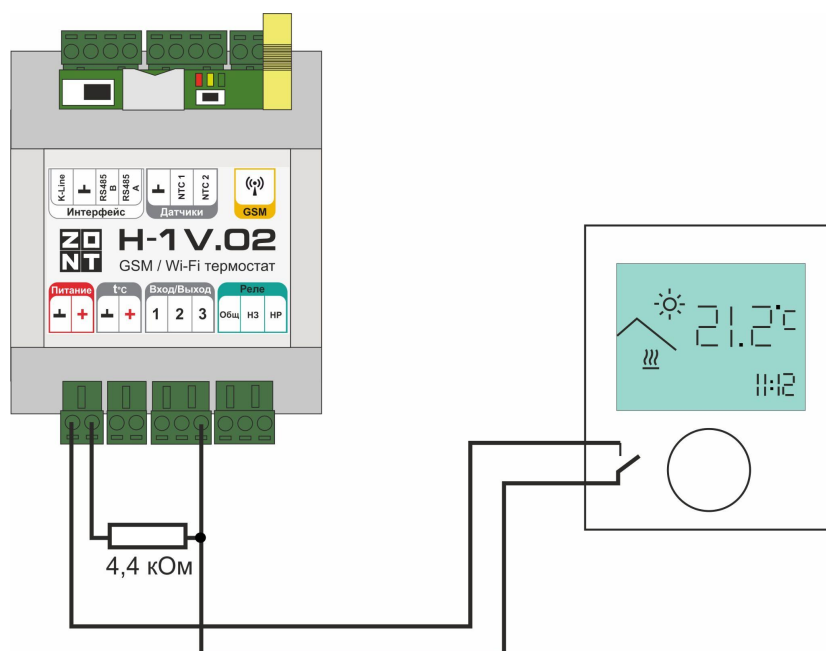 K-Line
⊥
RS485 B
RS485 A
⊥
NTC 1
NTC 2
Интерфейс
Датчики
GSM
ZONT
H-1V.02
GSM / Wi-Fi термостат
Питание
t°C
Вход/Выход
Реле
⊥ + ⊥ + 1 2 3 Общ НЗ НР
21.2°C
11:12
4,4 кОм